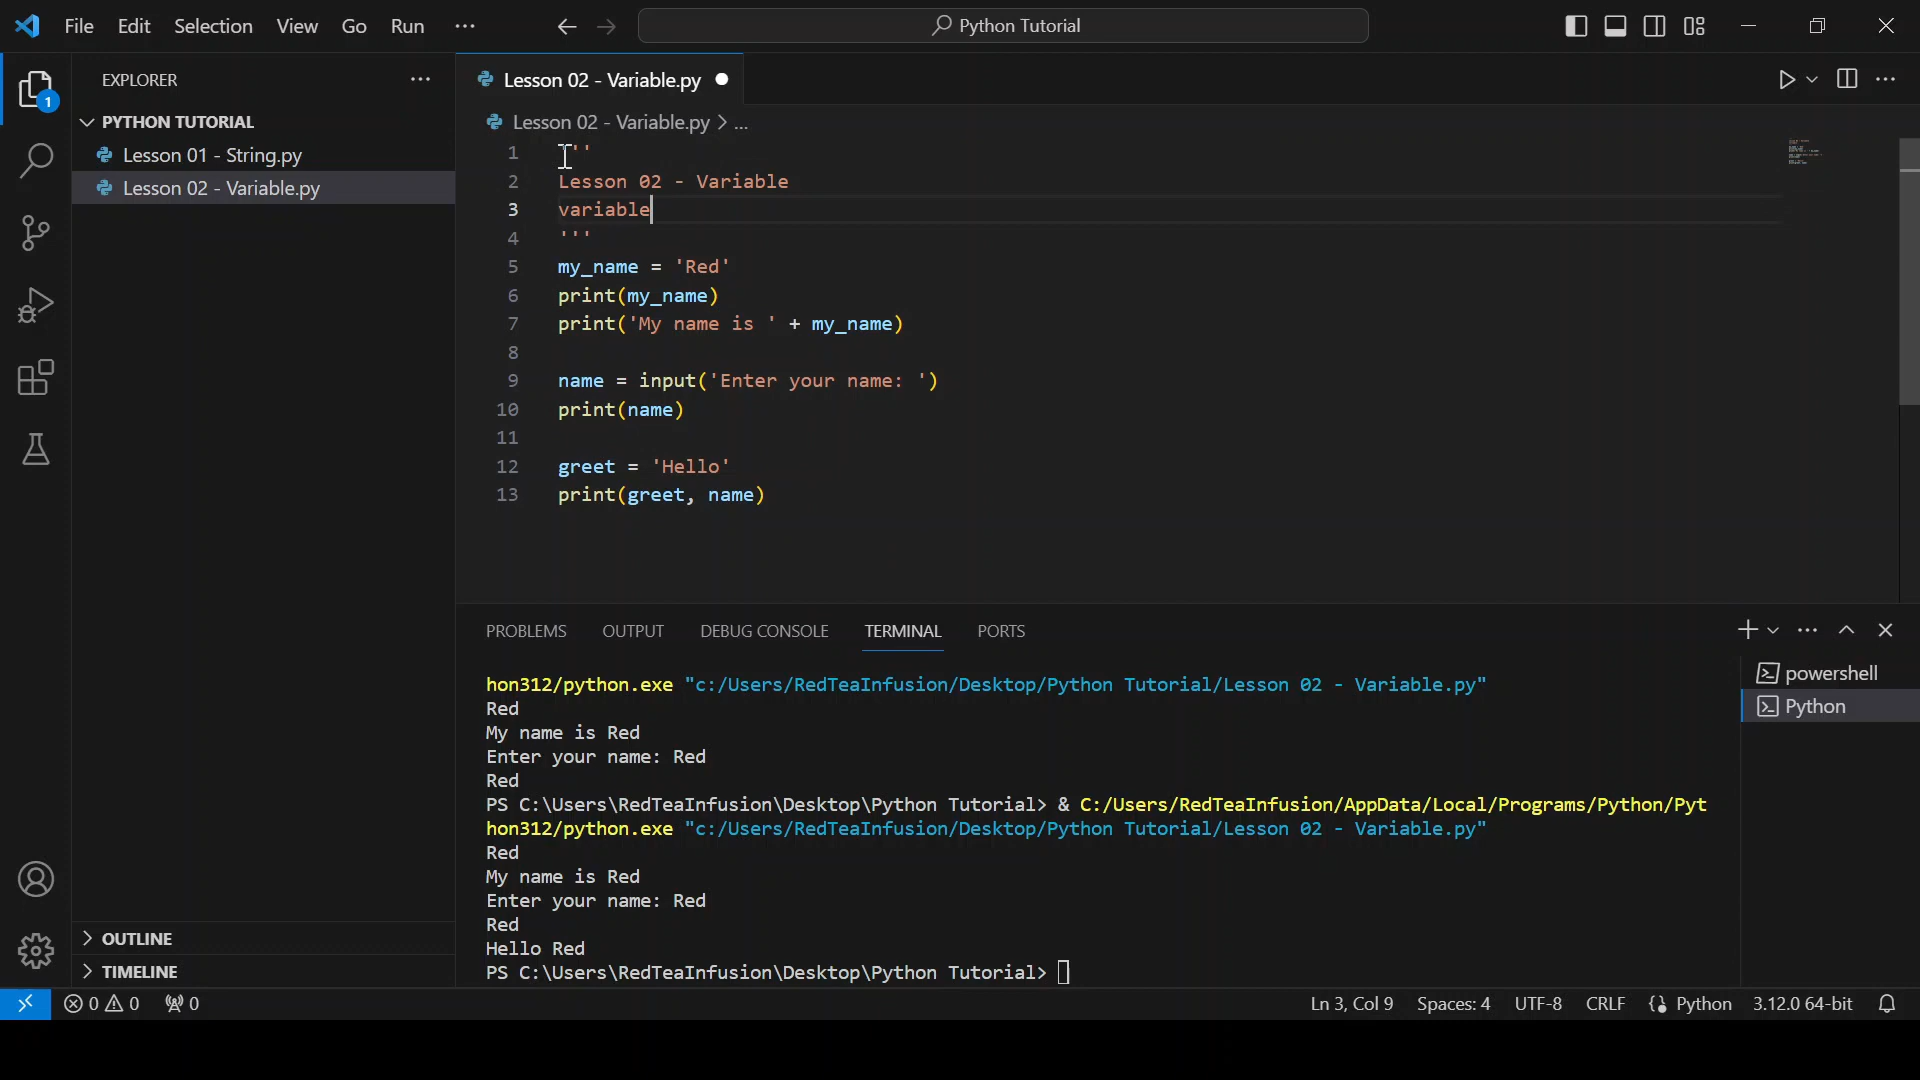 File Edit Selection View Go Run ... Python Tutorial
EXPLORER ...
PYTHON TUTORIAL
Lesson 01 - String.py
Lesson 02 - Variable.py
1
OUTLINE
TIMELINE
Lesson 02 - Variable.py
Lesson 02 - Variable.py > ...
1 '''
2 Lesson 02 - Variable
3 variable
4 '''
5 my_name = 'Red'
6 print(my_name)
7 print('My name is ' + my_name)
8
9 name = input('Enter your name: ')
10 print(name)
11
12 greet = 'Hello'
13 print(greet, name)
PROBLEMS OUTPUT DEBUG CONSOLE TERMINAL PORTS
hon312/python.exe "c:/Users/RedTeaInfusion/Desktop/Python Tutorial/Lesson 02 - Variable.py"
Red
My name is Red
Enter your name: Red
Red
PS C:\Users\RedTeaInfusion\Desktop\Python Tutorial> & C:/Users/RedTeaInfusion/AppData/Local/Programs/Python/Pyt
hon312/python.exe "c:/Users/RedTeaInfusion/Desktop/Python Tutorial/Lesson 02 - Variable.py"
Red
My name is Red
Enter your name: Red
Red
Hello Red
PS C:\Users\RedTeaInfusion\Desktop\Python Tutorial>
powershell
Python
0 0 0 Ln 3, Col 9 Spaces: 4 UTF-8 CRLF Python 3.12.0 64-bit